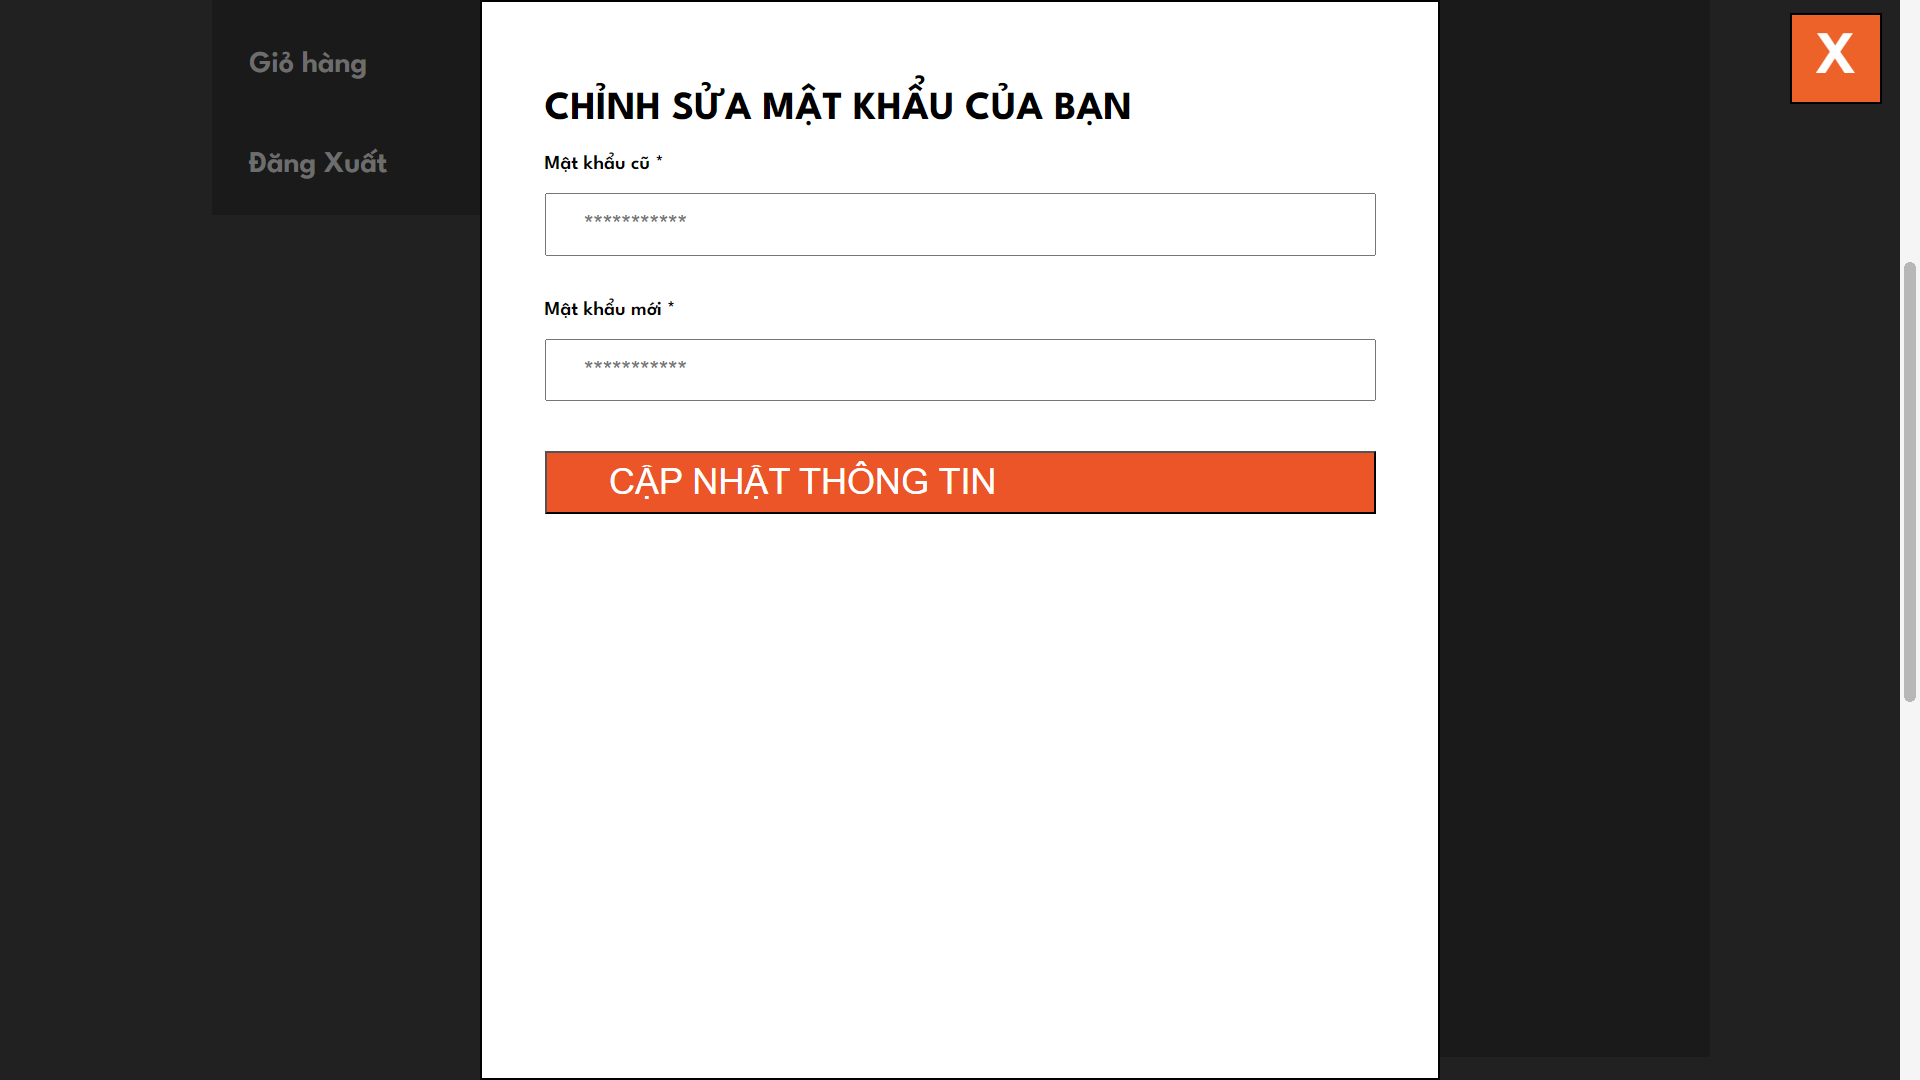 Giỏ hàng
Đăng Xuất
CHỈNH SỬA MẬT KHẨU CỦA BẠN
Mật khẩu cũ *
***********
Mật khẩu mới *
***********
CẬP NHẬT THÔNG TIN
X